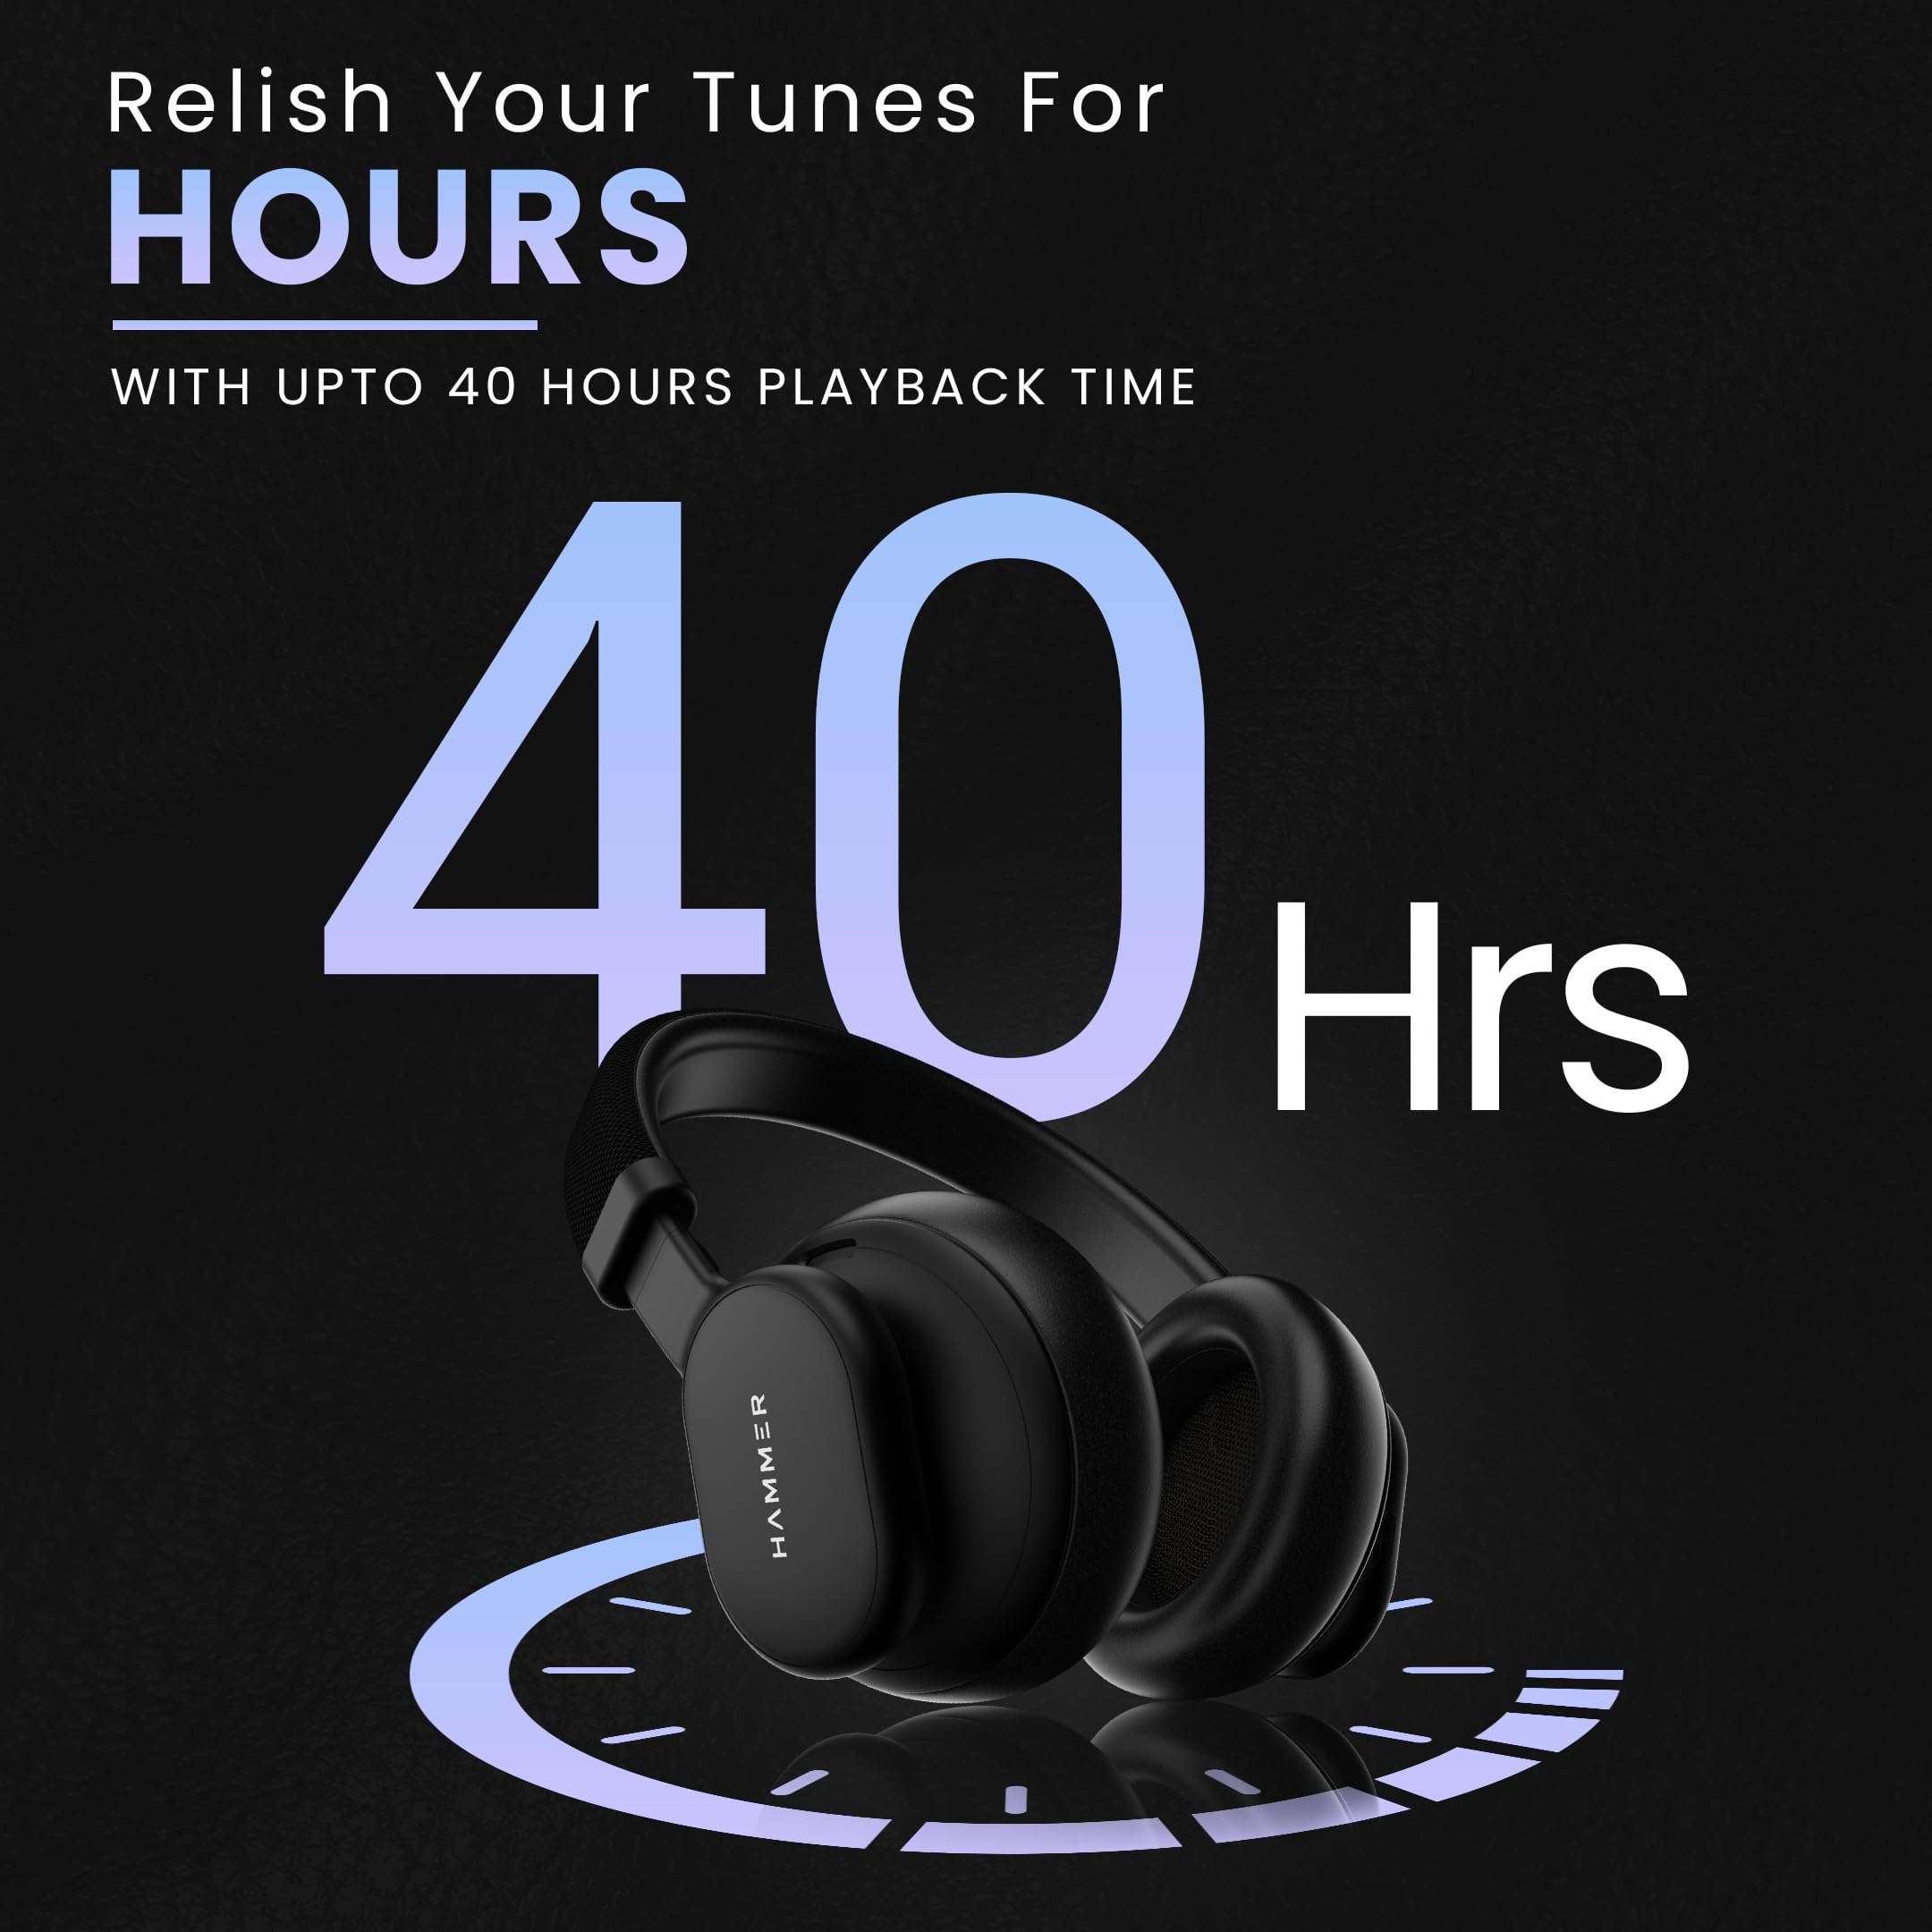 Relish Your Tunes For
HOURS
WITH UPTO 40 HOURS PLAYBACK TIME
40 Hrs
HAMMER